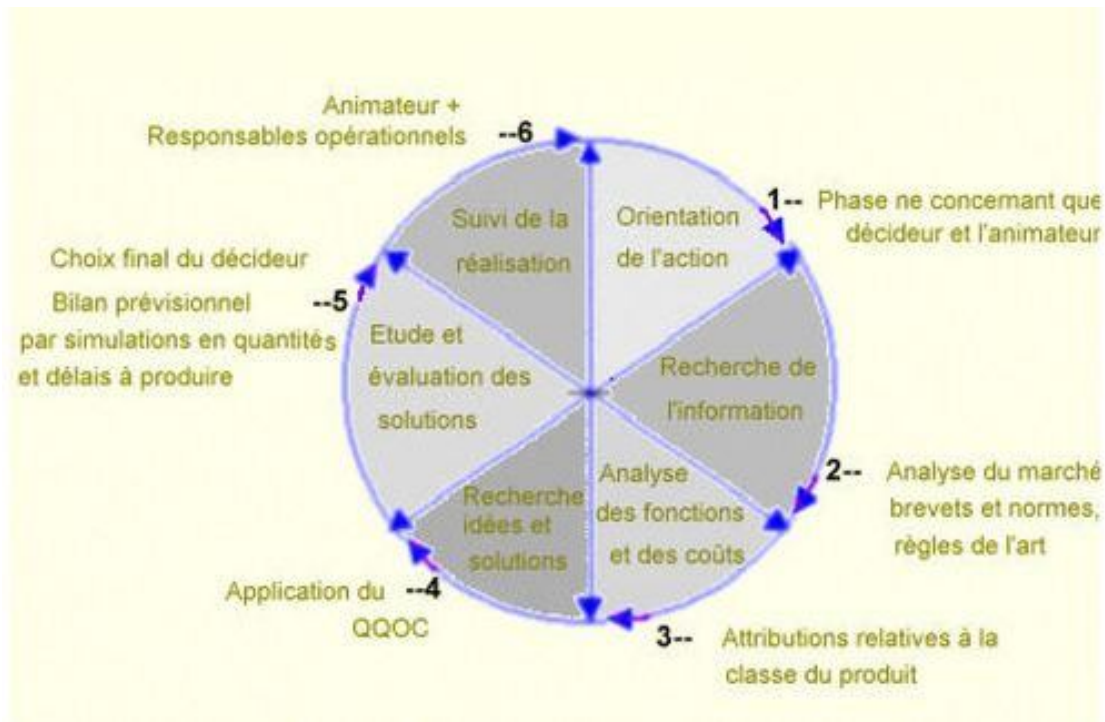 Animateur +
Responsables opérationnels
--6
Suivi de la
réalisation
Orientation
de l'action
1--
Phase ne concernant que
décideur et l'animateur
Choix final du décideur
Bilan prévisionnel
par simulations en quantités
et délais à produire
--5
Etude et
évaluation des
solutions
Recherche de
l'information
2--
Analyse du marché
brevets et normes,
règles de l'art
Analyse
des fonctions
et des coûts
Recherche
idées et
solutions
Application du
QQOC
--4
3--
Attributions relatives à la
classe du produit